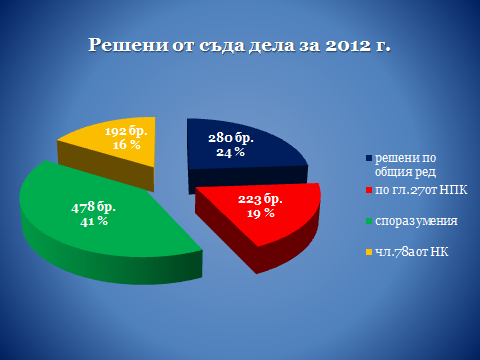 Решени от съда дела за 2012 г.
192 бр.
16 %
280 бр.
24 %
478 бр.
41 %
223 бр.
19 %
решени по
общия ред
по гл.27от НПК
споразумения
чл.78а от НК